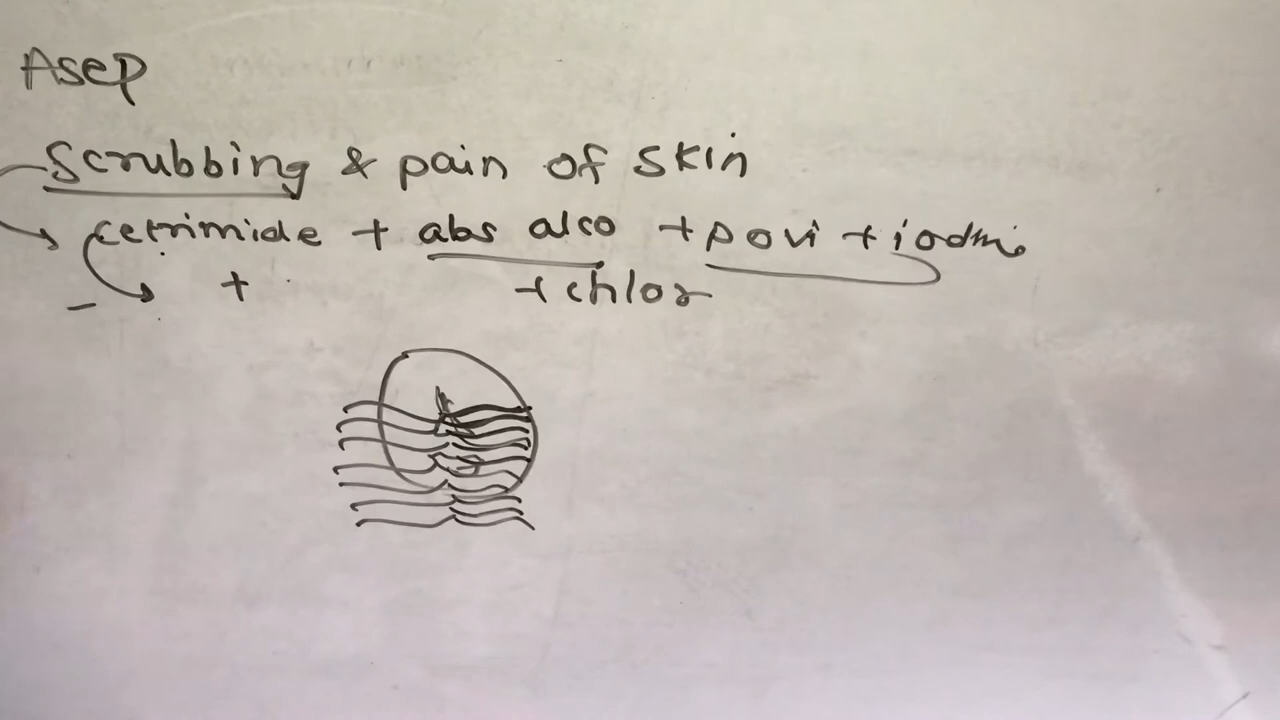 Asep
Scrubbing & pain of skin
cetrimide + abs alco + povi + iodin
+ + chlor